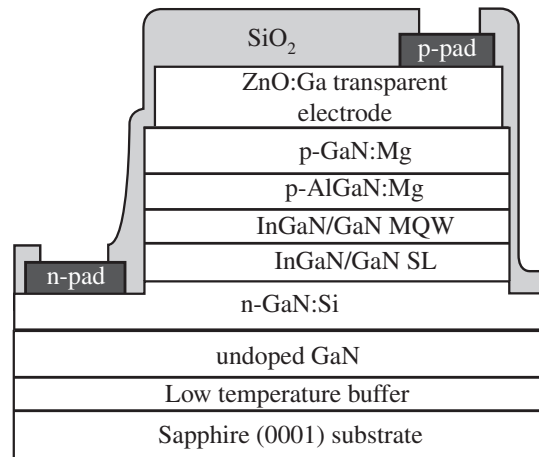 SiO₂
p-pad
ZnO:Ga transparent
electrode
p-GaN:Mg
p-AlGaN:Mg
InGaN/GaN MQW
InGaN/GaN SL
n-pad
n-GaN:Si
undoped GaN
Low temperature buffer
Sapphire (0001) substrate